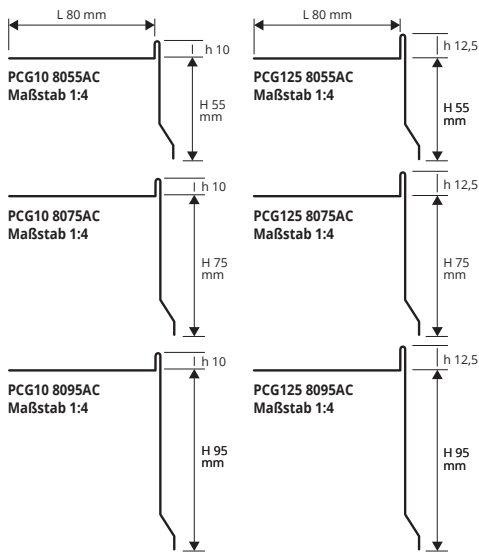 L 80 mm
h 10
PCG10 8055AC
Maßstab 1:4
H 55
mm
L 80 mm
h 12,5
PCG125 8055AC
Maßstab 1:4
H 55
mm
h 10
PCG10 8075AC
Maßstab 1:4
H 75
mm
h 12,5
PCG125 8075AC
Maßstab 1:4
H 75
mm
h 10
PCG10 8095AC
Maßstab 1:4
H 95
mm
h 12,5
PCG125 8095AC
Maßstab 1:4
H 95
mm